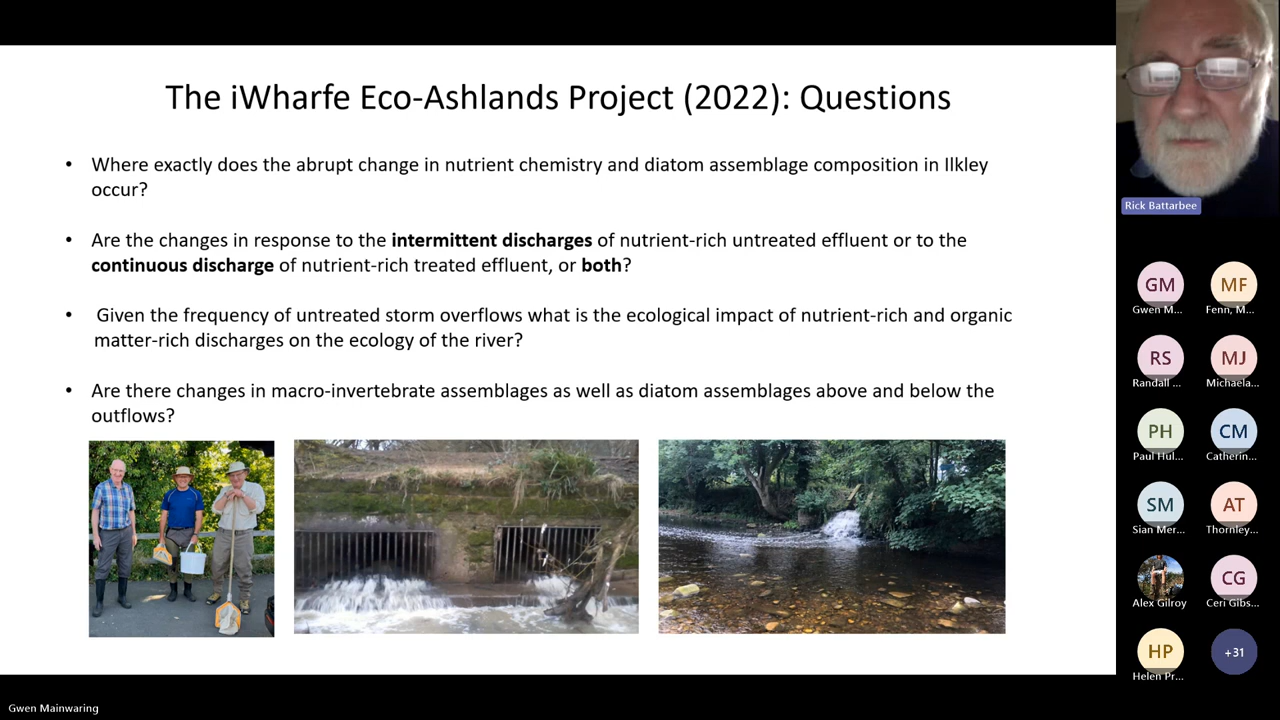 The iWharfe Eco-Ashlands Project (2022): Questions
• Where exactly does the abrupt change in nutrient chemistry and diatom assemblage composition in Ilkley
occur?
• Are the changes in response to the intermittent discharges of nutrient-rich untreated effluent or to the
continuous discharge of nutrient-rich treated effluent, or both?
• Given the frequency of untreated storm overflows what is the ecological impact of nutrient-rich and organic
matter-rich discharges on the ecology of the river?
• Are there changes in macro-invertebrate assemblages as well as diatom assemblages above and below the
outflows?
Rick Battarbee
GM
MF
Gwen M...
Fenn, M...
RS
MJ
Randall ...
Michaela...
PH
CM
Paul Hul...
Catherin...
SM
AT
Sian Mer...
Thornley...
CG
Alex Gilroy
Ceri Gibs...
HP
+31
Helen Pr...
Gwen Mainwaring